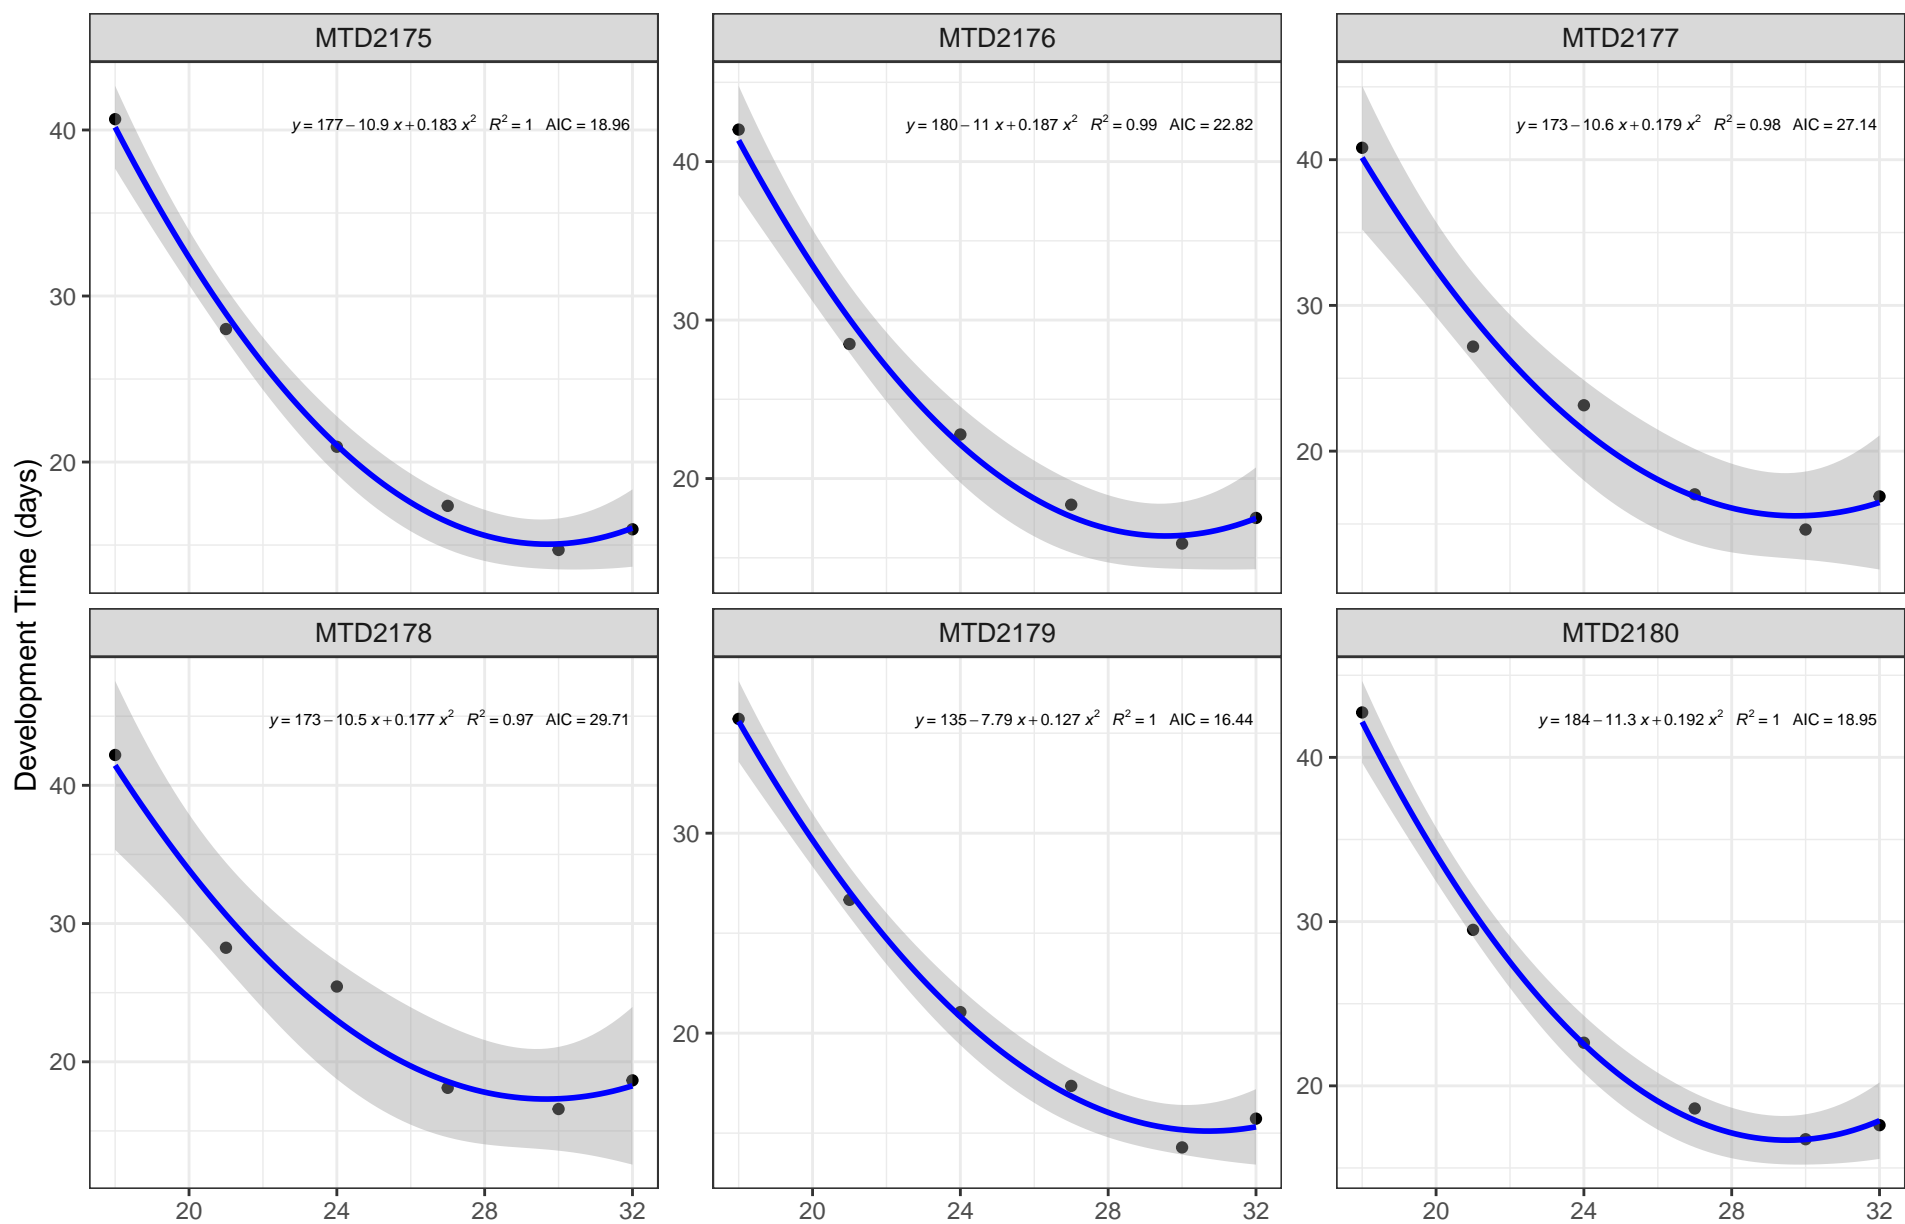 MTD2175
MTD2176
MTD2177
y = 177 − 10.9 x + 0.183 x² R² = 1 AIC = 18.96
y = 180 − 11 x + 0.187 x² R² = 0.99 AIC = 22.82
y = 173 − 10.6 x + 0.179 x² R² = 0.98 AIC = 27.14
40
30
20
40
30
20
40
30
20
Development Time (days)
MTD2178
MTD2179
MTD2180
y = 173 − 10.5 x + 0.177 x² R² = 0.97 AIC = 29.71
y = 135 − 7.79 x + 0.127 x² R² = 1 AIC = 16.44
y = 184 − 11.3 x + 0.192 x² R² = 1 AIC = 18.95
40
30
20
30
20
40
30
20
20 24 28 32
20 24 28 32
20 24 28 32